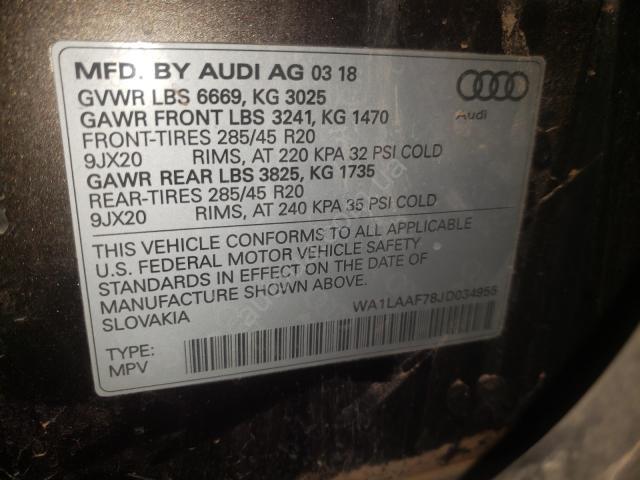 MFD. BY AUDI AG 03 18
GVWR LBS 6669, KG 3025
GAWR FRONT LBS 3241, KG 1470
FRONT-TIRES 285/45 R20
9JX20 RIMS, AT 220 KPA 32 PSI COLD
GAWR REAR LBS 3825, KG 1735
REAR-TIRES 285/45 R20
9JX20 RIMS, AT 240 KPA 35 PSI COLD
Audi
THIS VEHICLE CONFORMS TO ALL APPLICABLE
U.S. FEDERAL MOTOR VEHICLE SAFETY
STANDARDS IN EFFECT ON THE DATE OF
MANUFACTURE SHOWN ABOVE.
SLOVAKIA WA1LAAF78JD034955
TYPE:
MPV